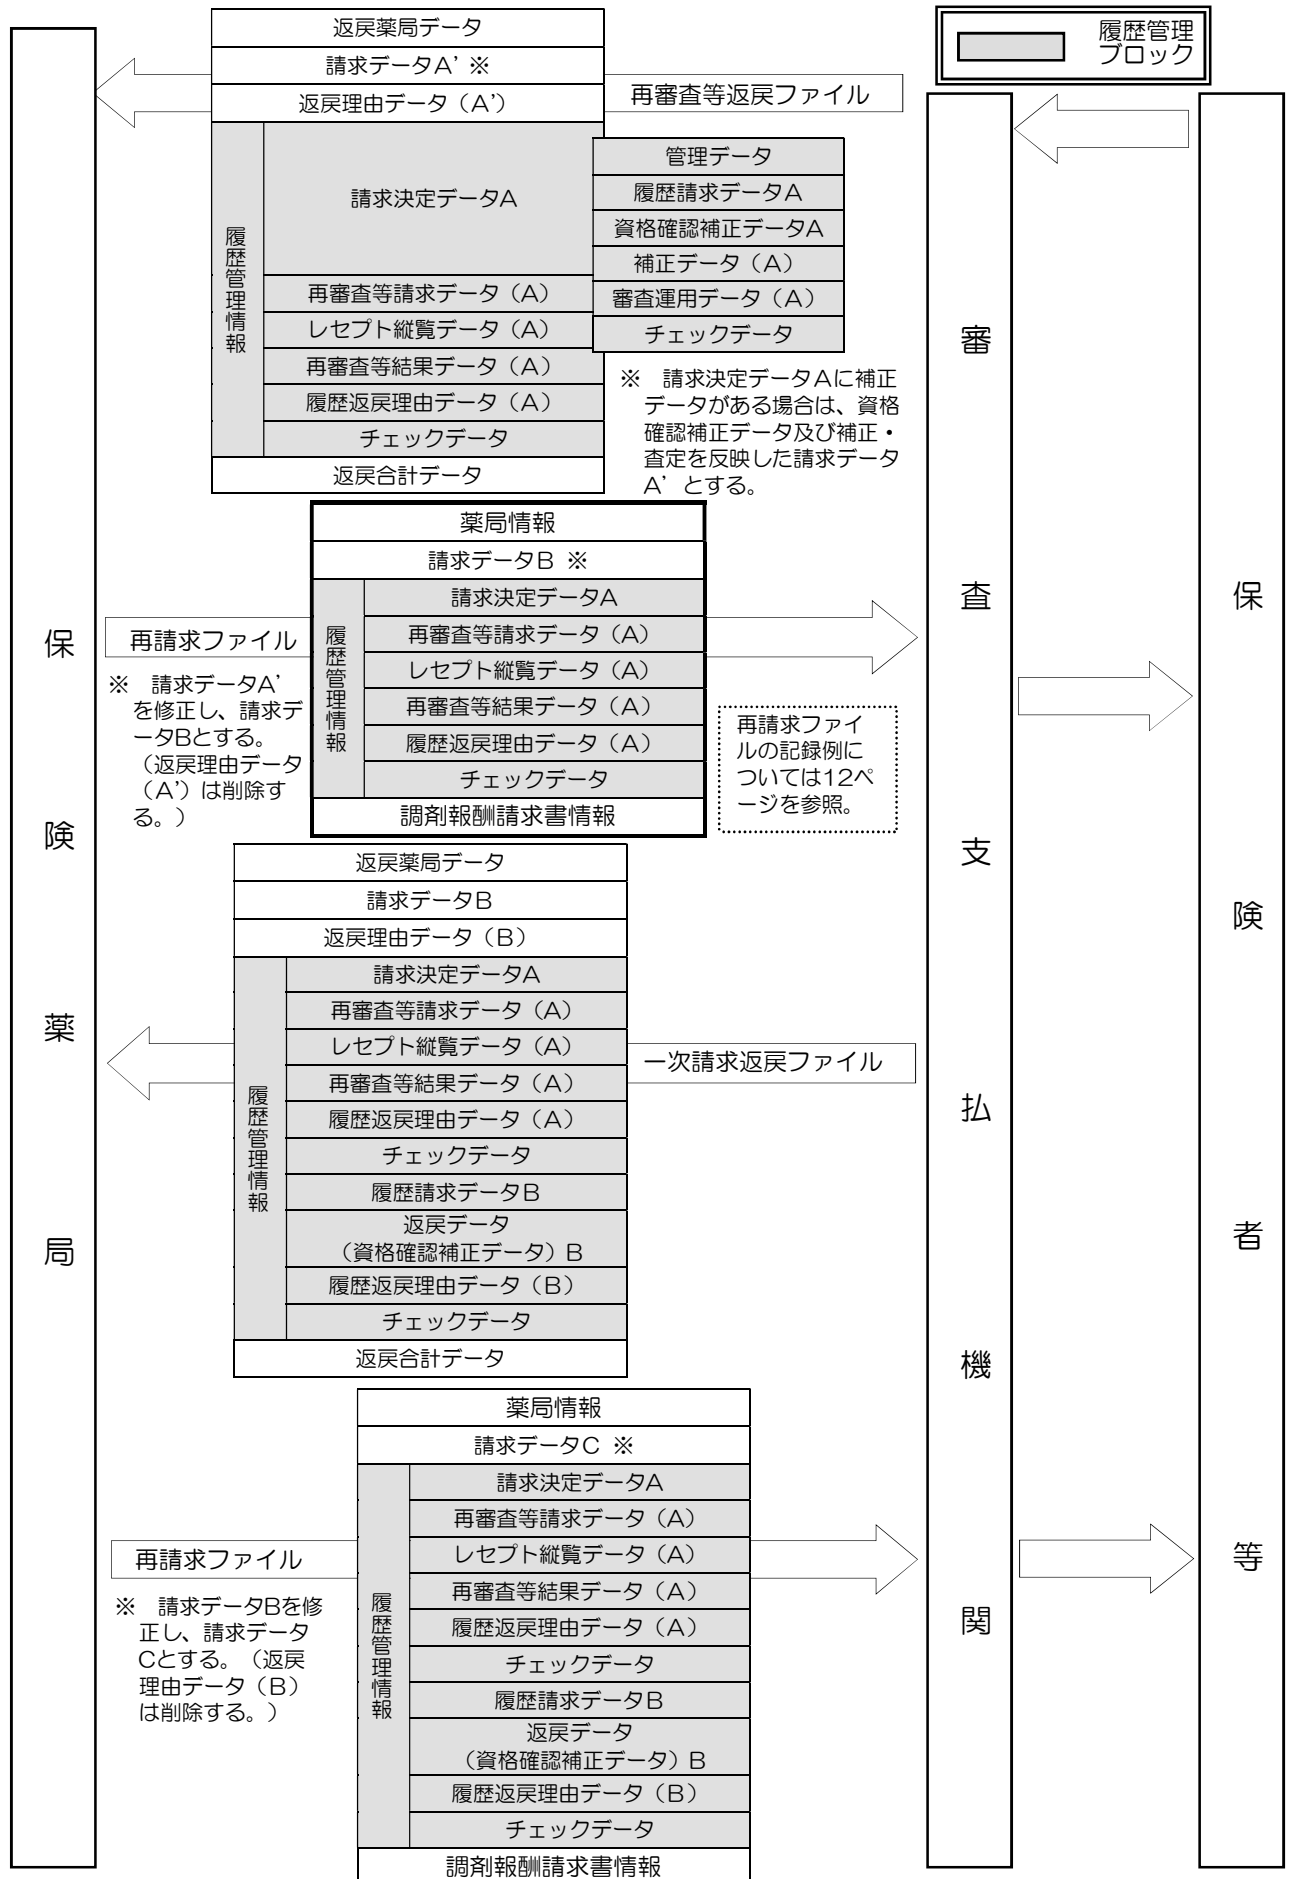 履歴管理
ブロック
保険薬局
審査支払機関
保険者等
返戻薬局データ
請求データA’ ※
返戻理由データ（A’）
再審査等返戻ファイル
履歴管理情報
請求決定データA
管理データ
履歴請求データA
資格確認補正データA
補正データ（A）
審査運用データ（A）
チェックデータ
再審査等請求データ（A）
レセプト縦覧データ（A）
再審査等結果データ（A）
履歴返戻理由データ（A）
チェックデータ
返戻合計データ
※　請求決定データAに補正
データがある場合は、資格
確認補正データ及び補正・
査定を反映した請求データ
A’ とする。
薬局情報
請求データB ※
履歴管理情報
請求決定データA
再審査等請求データ（A）
レセプト縦覧データ（A）
再審査等結果データ（A）
履歴返戻理由データ（A）
チェックデータ
調剤報酬請求書情報
再請求ファイル
※　請求データA’
を修正し、請求デ
ータBとする。
（返戻理由データ
（A’）は削除す
る。）
再請求ファイ
ルの記録例に
ついては12ペ
ージを参照。
返戻薬局データ
請求データB
返戻理由データ（B）
履歴管理情報
請求決定データA
再審査等請求データ（A）
レセプト縦覧データ（A）
再審査等結果データ（A）
履歴返戻理由データ（A）
チェックデータ
履歴請求データB
返戻データ
（資格確認補正データ）B
履歴返戻理由データ（B）
チェックデータ
返戻合計データ
一次請求返戻ファイル
薬局情報
請求データC ※
履歴管理情報
請求決定データA
再審査等請求データ（A）
レセプト縦覧データ（A）
再審査等結果データ（A）
履歴返戻理由データ（A）
チェックデータ
履歴請求データB
返戻データ
（資格確認補正データ）B
履歴返戻理由データ（B）
チェックデータ
調剤報酬請求書情報
再請求ファイル
※　請求データBを修
正し、請求データ
Cとする。（返戻
理由データ（B）
は削除する。）